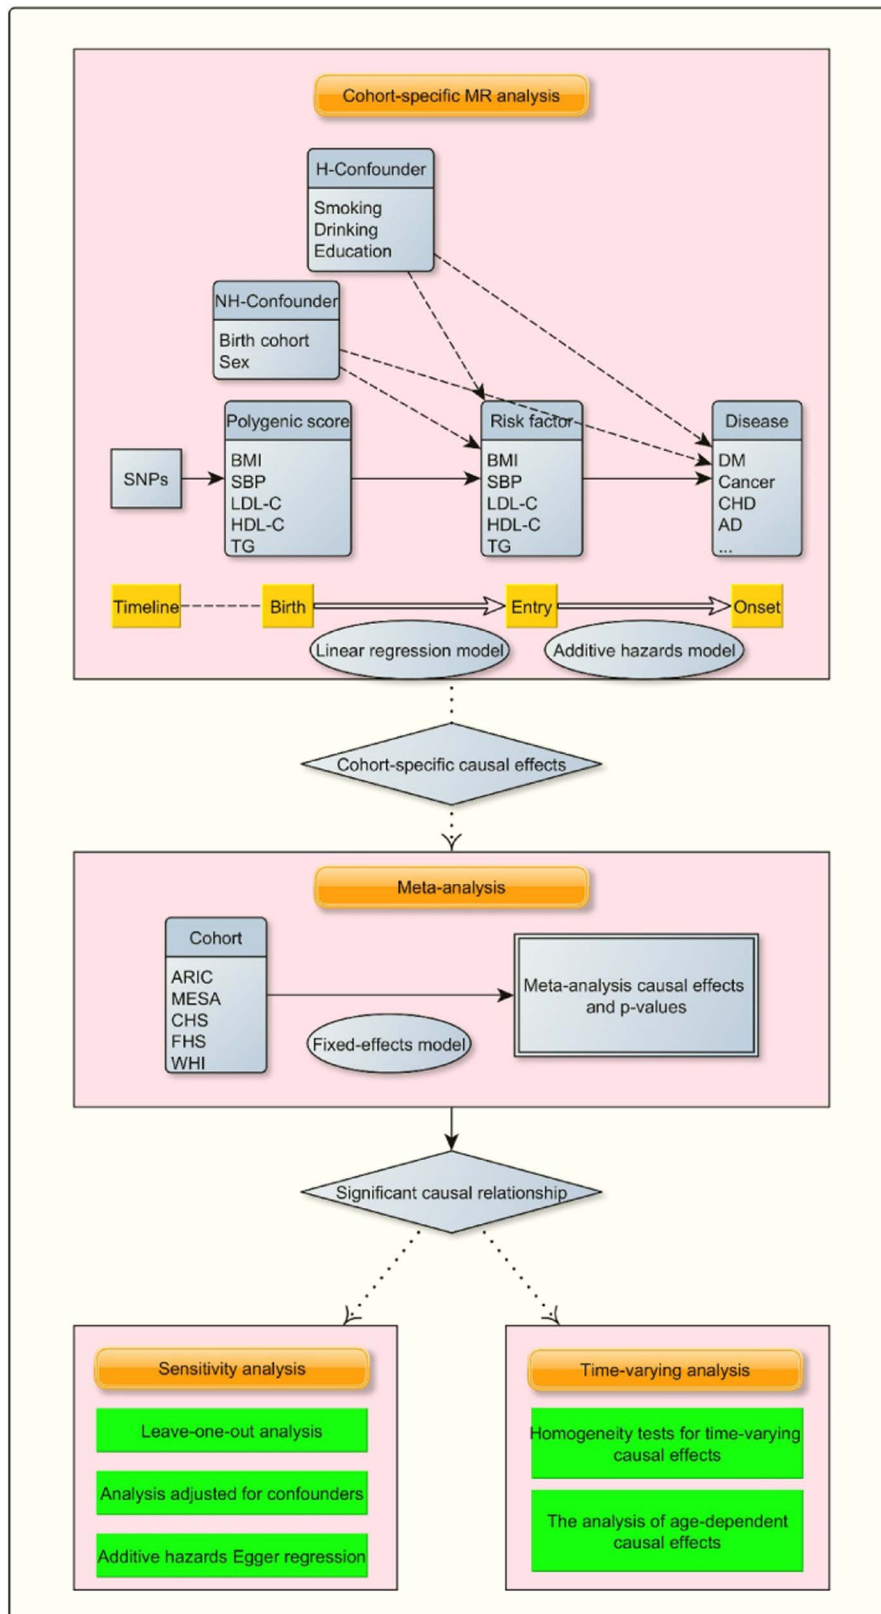 Cohort-specific MR analysis
H-Confounder
Smoking
Drinking
Education
NH-Confounder
Birth cohort
Sex
SNPs
Polygenic score
BMI
SBP
LDL-C
HDL-C
TG
Risk factor
BMI
SBP
LDL-C
HDL-C
TG
Disease
DM
Cancer
CHD
AD
...
Timeline
Birth
Entry
Onset
Linear regression model
Additive hazards model
Cohort-specific causal effects
Meta-analysis
Cohort
ARIC
MESA
CHS
FHS
WHI
Fixed-effects model
Meta-analysis causal effects
and p-values
Significant causal relationship
Sensitivity analysis
Leave-one-out analysis
Analysis adjusted for confounders
Additive hazards Egger regression
Time-varying analysis
Homogeneity tests for time-varying
causal effects
The analysis of age-dependent
causal effects